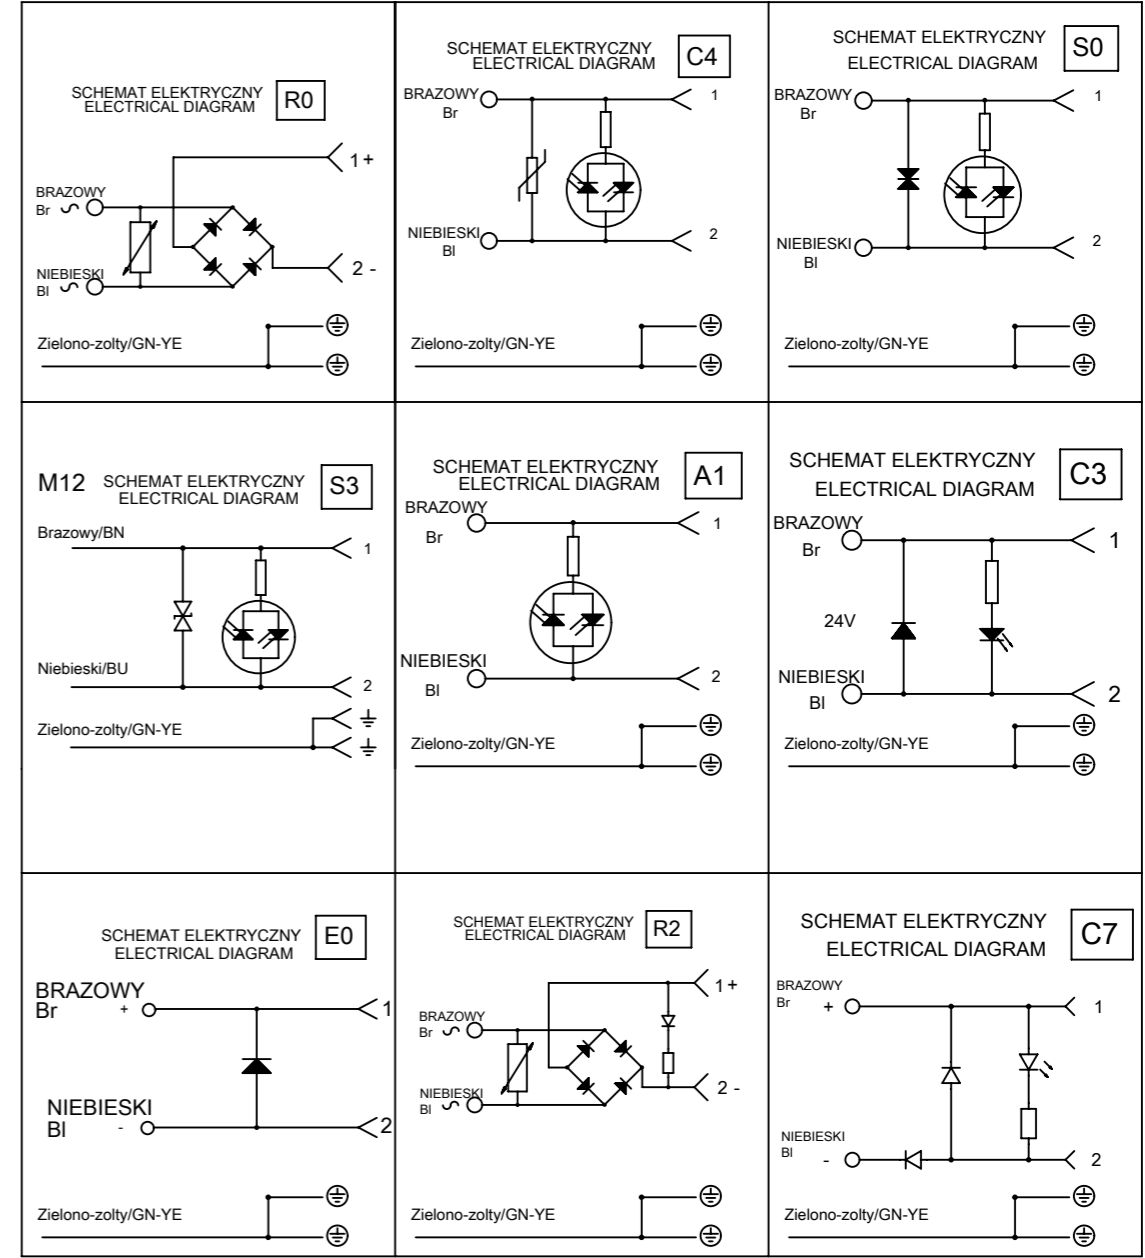 SCHEMAT ELEKTRYCZNY
ELECTRICAL DIAGRAM
R0
1 +
BRAZOWY
Br
NIEBIESKI
Bl
2 -
Zielono-zolty/GN-YE
SCHEMAT ELEKTRYCZNY
ELECTRICAL DIAGRAM
C4
BRAZOWY
Br
1
NIEBIESKI
Bl
2
Zielono-zolty/GN-YE
SCHEMAT ELEKTRYCZNY
ELECTRICAL DIAGRAM
S0
BRAZOWY
Br
1
NIEBIESKI
Bl
2
Zielono-zolty/GN-YE
M12 SCHEMAT ELEKTRYCZNY
ELECTRICAL DIAGRAM
S3
Brazowy/BN
1
Niebieski/BU
2
Zielono-zolty/GN-YE
SCHEMAT ELEKTRYCZNY
ELECTRICAL DIAGRAM
A1
BRAZOWY
Br
1
NIEBIESKI
Bl
2
Zielono-zolty/GN-YE
SCHEMAT ELEKTRYCZNY
ELECTRICAL DIAGRAM
C3
BRAZOWY
Br
1
24V
NIEBIESKI
Bl
2
Zielono-zolty/GN-YE
SCHEMAT ELEKTRYCZNY
ELECTRICAL DIAGRAM
E0
BRAZOWY
Br +
1
NIEBIESKI
Bl -
2
Zielono-zolty/GN-YE
SCHEMAT ELEKTRYCZNY
ELECTRICAL DIAGRAM
R2
1 +
BRAZOWY
Br
NIEBIESKI
Bl
2 -
Zielono-zolty/GN-YE
SCHEMAT ELEKTRYCZNY
ELECTRICAL DIAGRAM
C7
BRAZOWY
Br +
1
NIEBIESKI
Bl -
2
Zielono-zolty/GN-YE